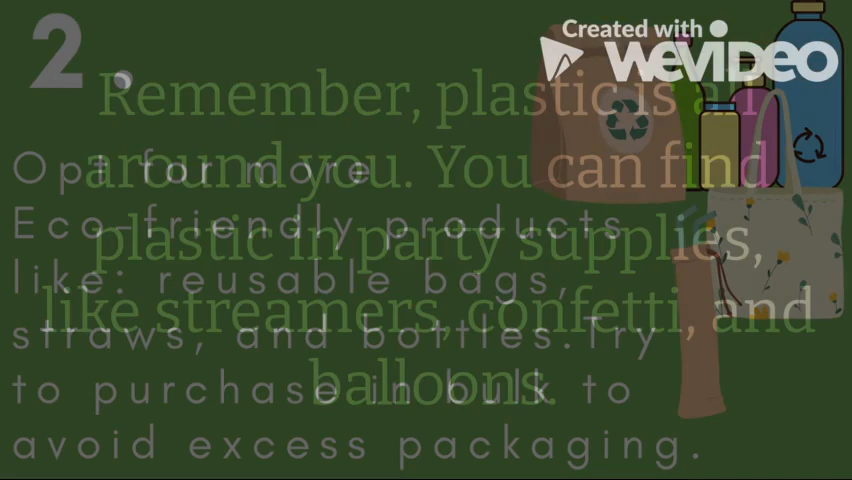 Created with
WEVIDEO
2.
Opt for more
Eco-friendly products
like: reusable bags,
straws, and bottles.Try
to purchase in bulk to
avoid excess packaging.
Remember, plastic is all
around you. You can find
plastic in party supplies,
like streamers, confetti, and
balloons.